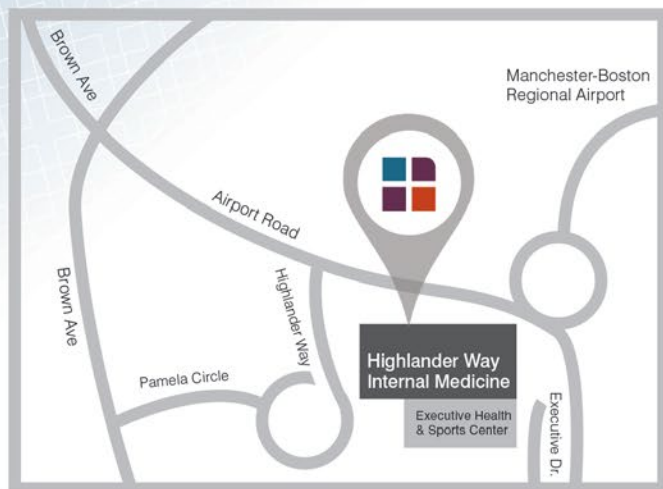 Brown Ave
Manchester-Boston
Regional Airport
Airport Road
Brown Ave
Highlander Way
Pamela Circle
Highlander Way
Internal Medicine
Executive Health
& Sports Center
Executive Dr.